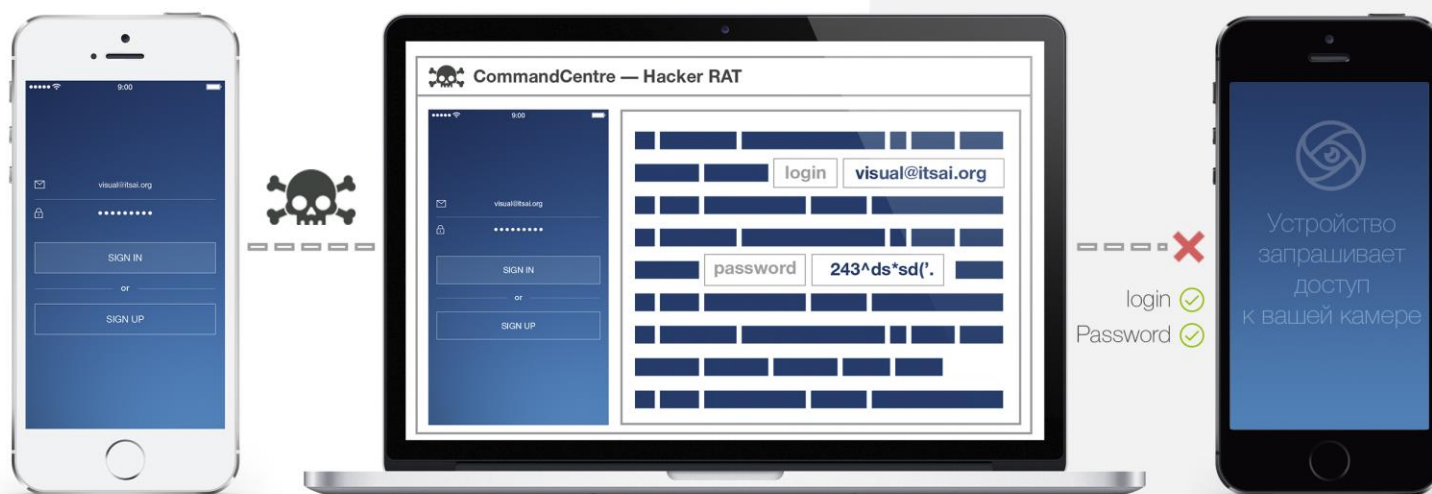 9:00
visual@itsai.org
•••••••••
SIGN IN
or
SIGN UP
CommandCentre — Hacker RAT
9:00
visual@itsai.org
•••••••••
SIGN IN
or
SIGN UP
login visual@itsai.org
password 243^ds*sd('.
login
Password
Устройство
запрашивает
доступ
к вашей камере